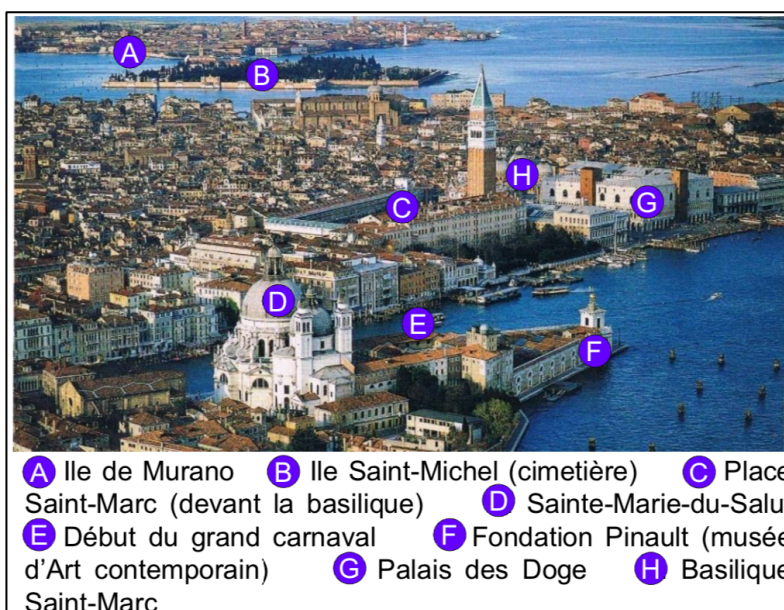 A
B
H
C
G
D
E
F
A Ile de Murano B Ile Saint-Michel (cimetière) C Place
Saint-Marc (devant la basilique) D Sainte-Marie-du-Salu
E Début du grand carnaval F Fondation Pinault (musée
d'Art contemporain) G Palais des Doge H Basilique
Saint-Marc